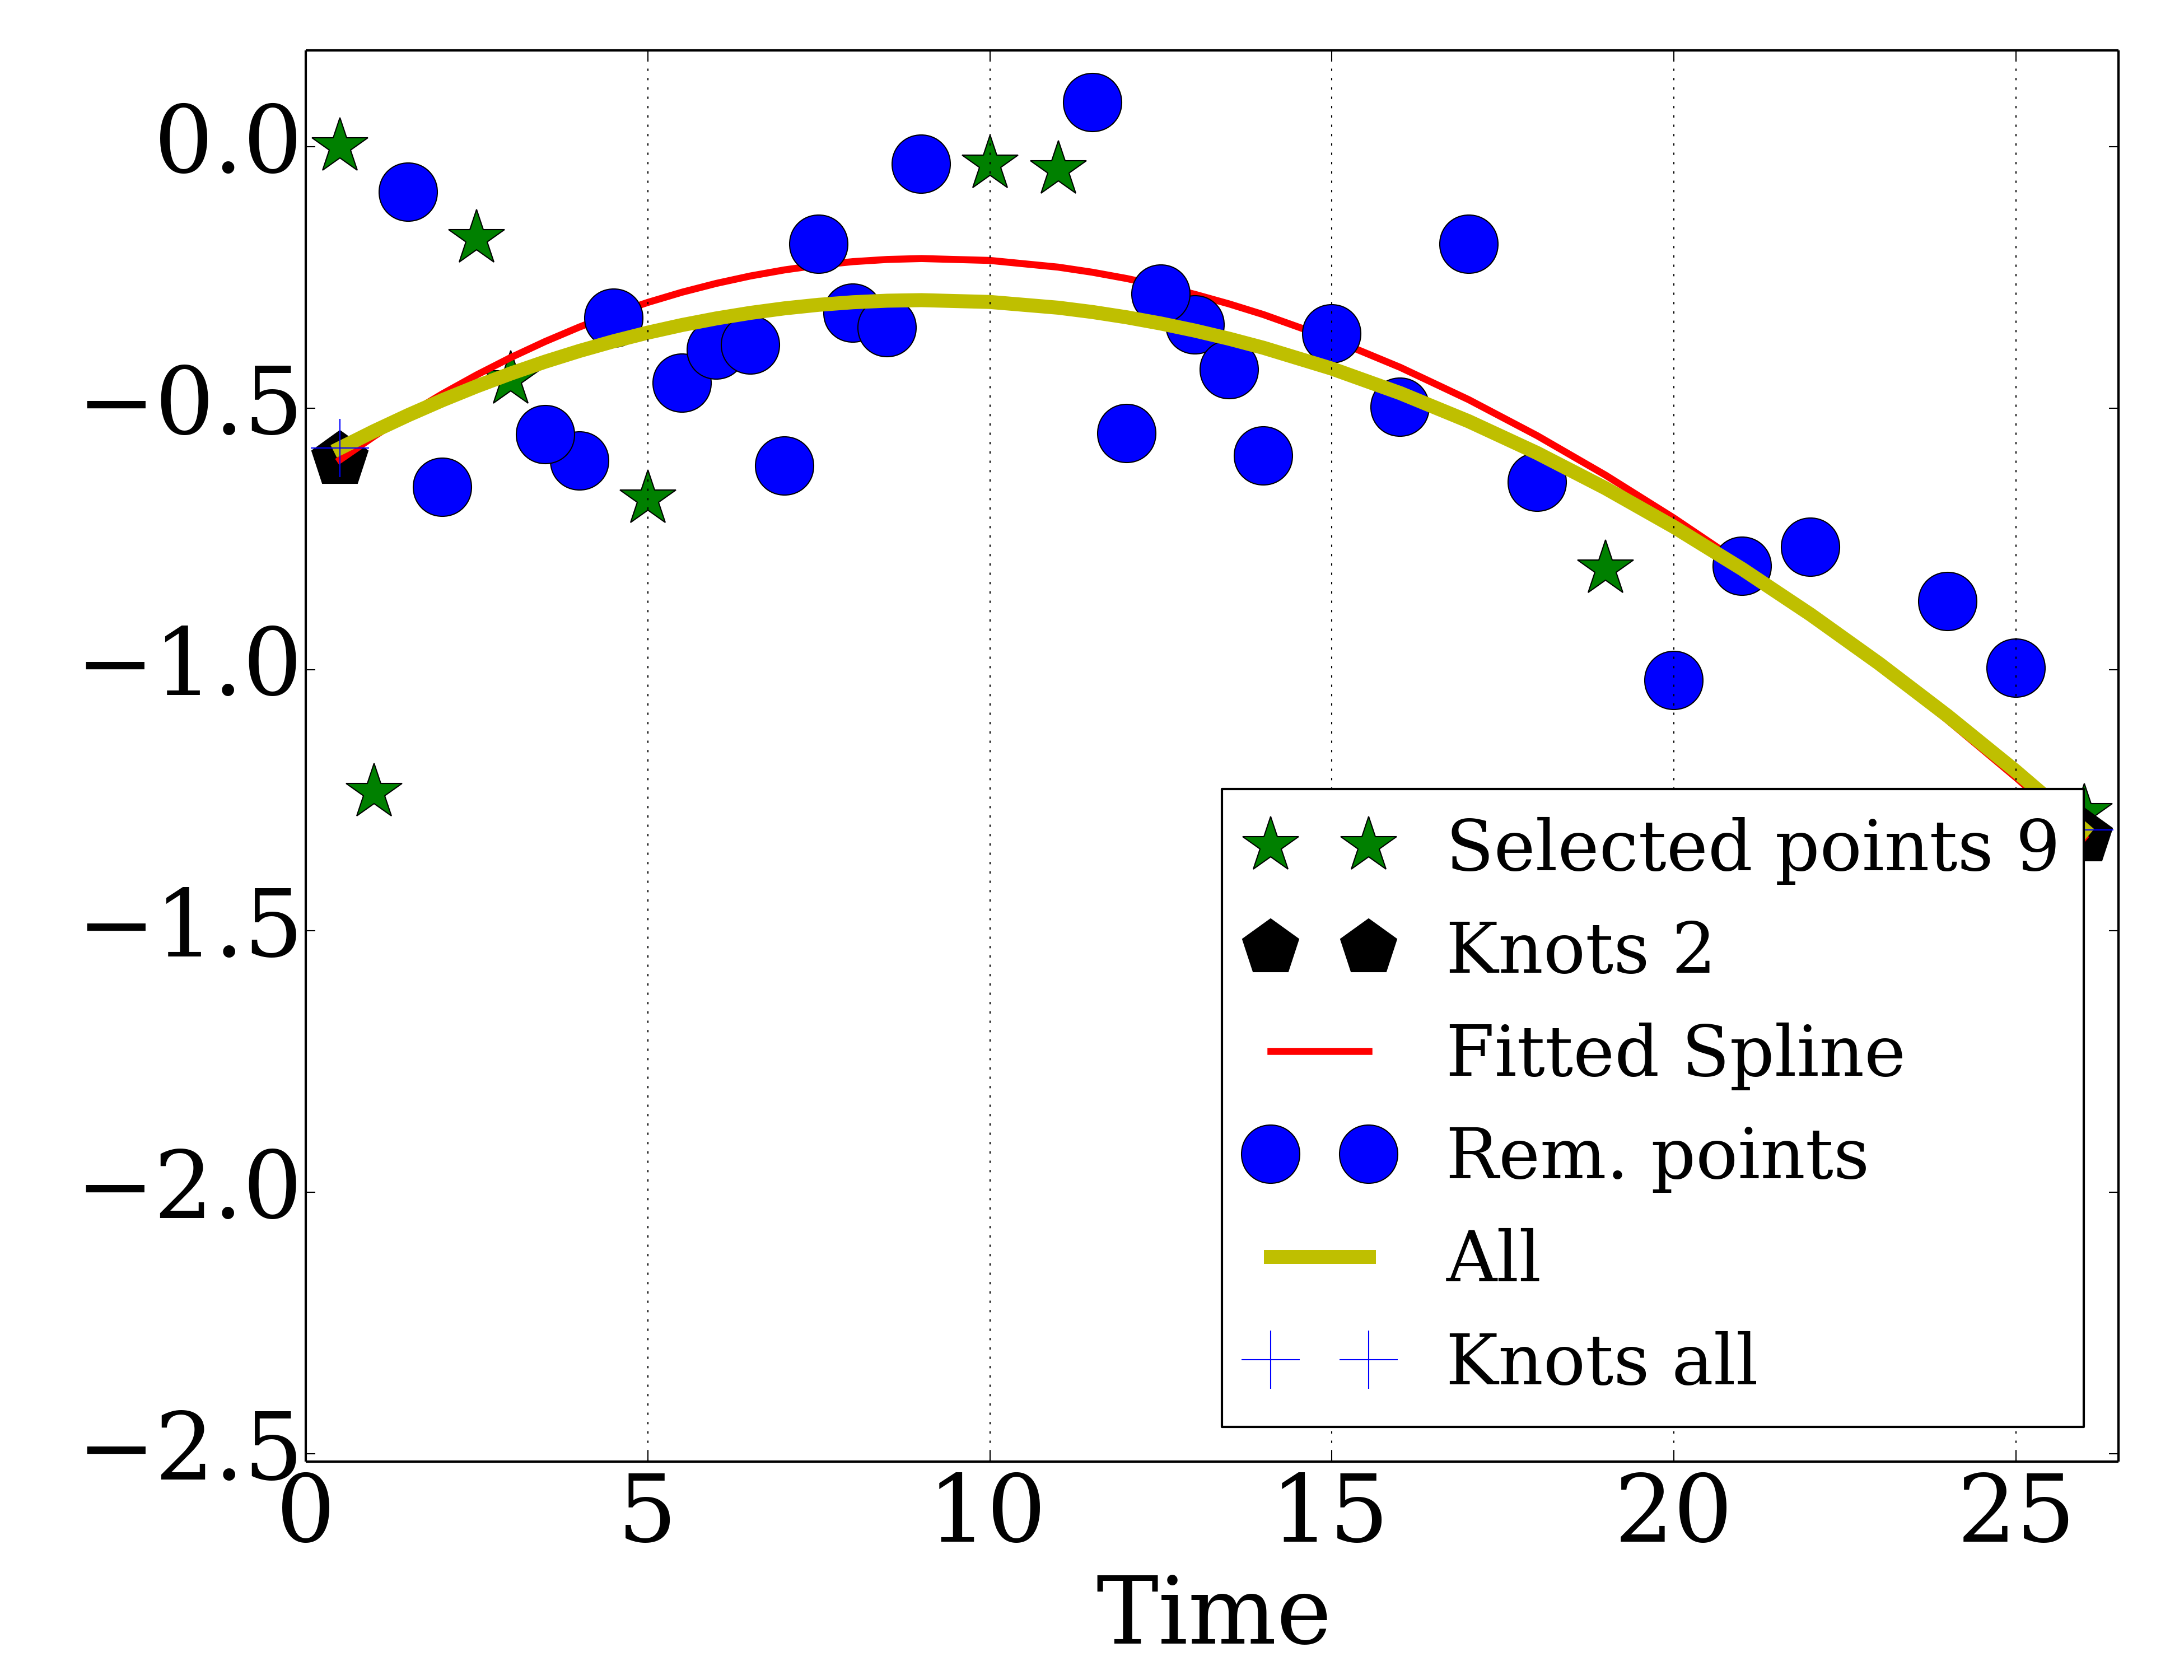 0.0
−0.5
−1.0
−1.5
−2.0
−2.5
0 5 10 15 20 25
Time
Selected points 9
Knots 2
Fitted Spline
Rem. points
All
Knots all